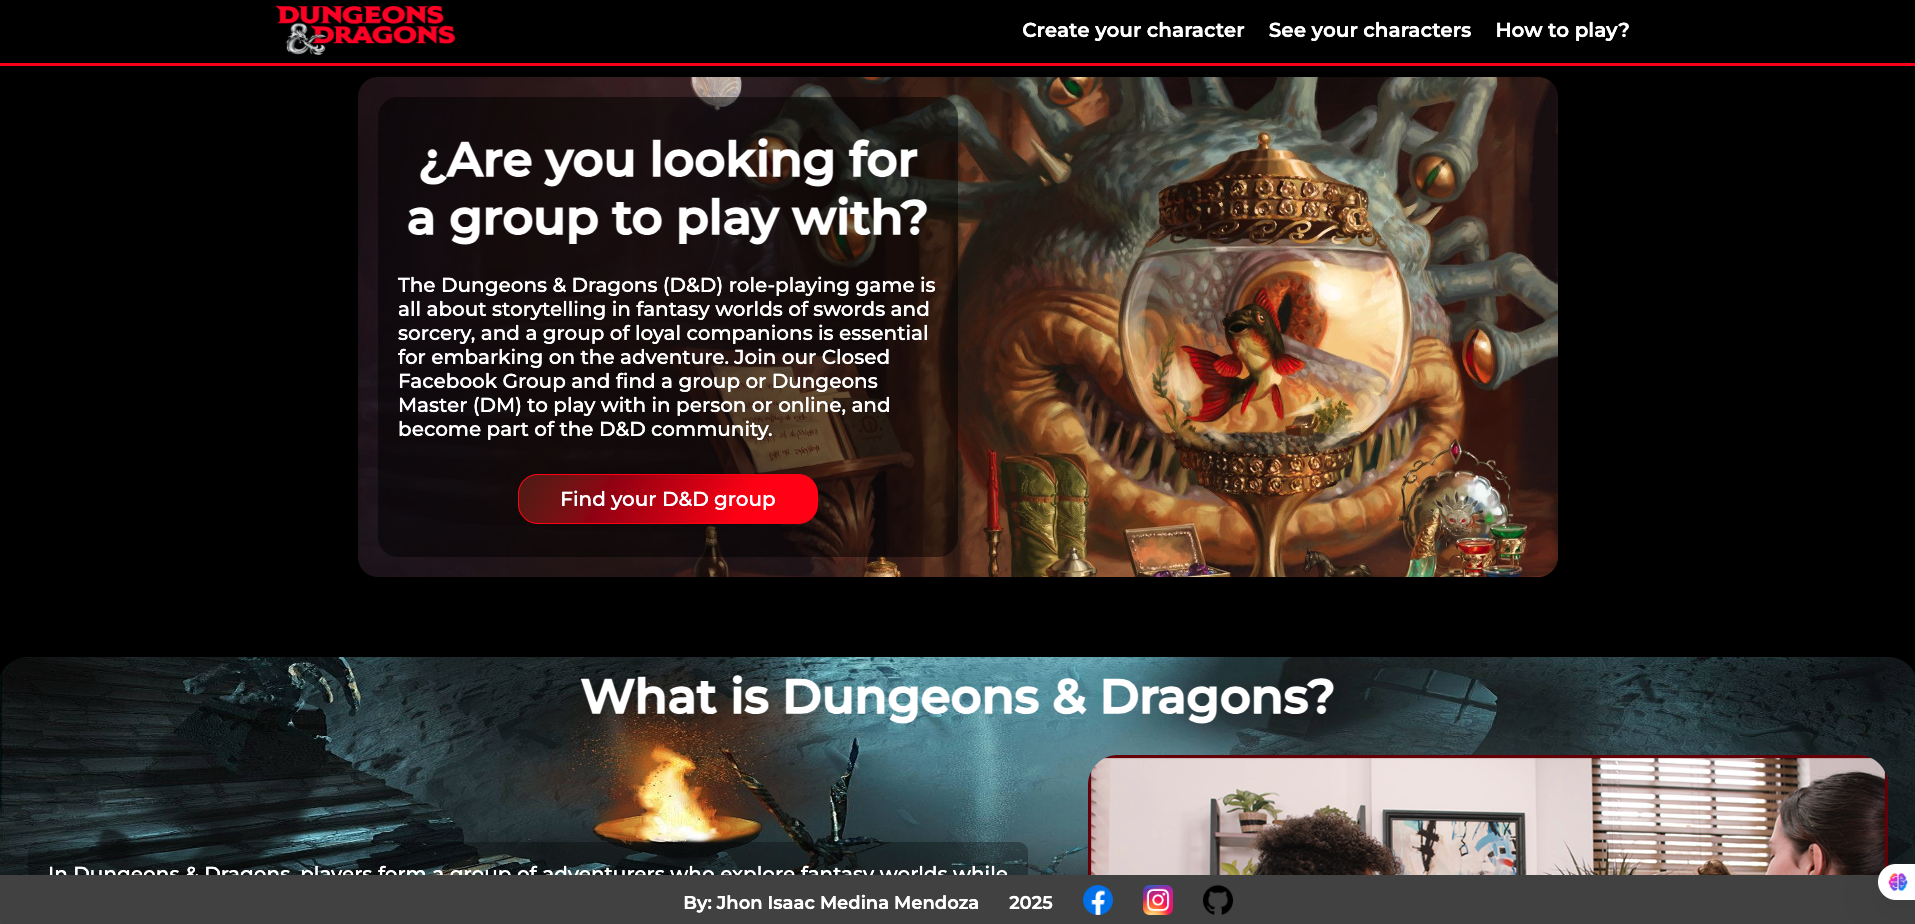 DUNGEONS
& DRAGONS
Create your character See your characters How to play?
¿Are you looking for
a group to play with?
The Dungeons & Dragons (D&D) role-playing game is
all about storytelling in fantasy worlds of swords and
sorcery, and a group of loyal companions is essential
for embarking on the adventure. Join our Closed
Facebook Group and find a group or Dungeons
Master (DM) to play with in person or online, and
become part of the D&D community.
Find your D&D group
What is Dungeons & Dragons?
In Dungeons & Dragons, players form a group of adventurers who explore fantasy worlds while
By: Jhon Isaac Medina Mendoza 2025